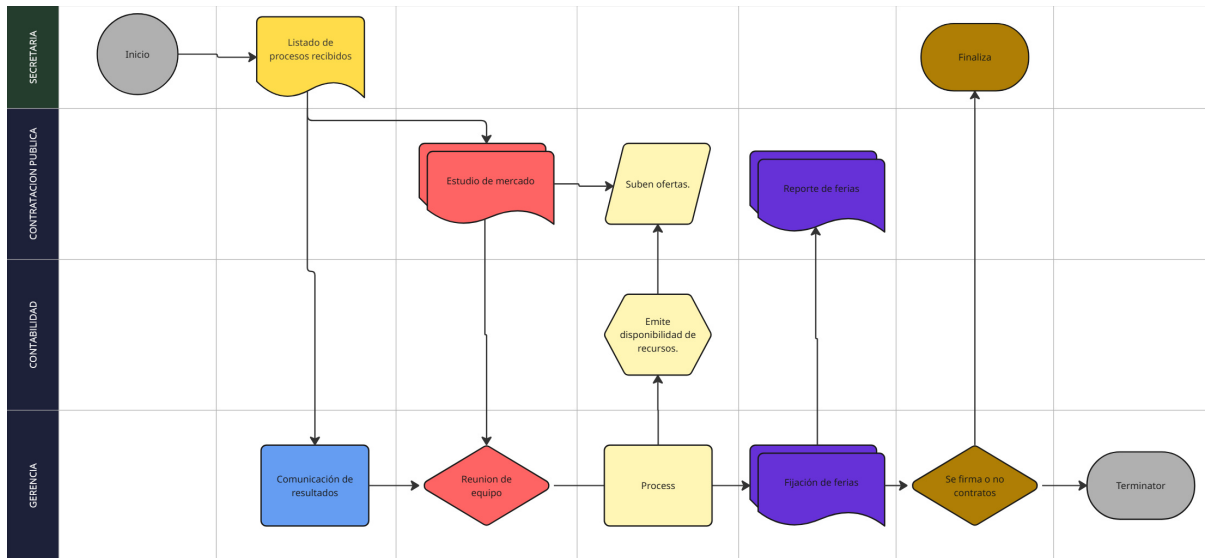 SECRETARIA
Inicio
Listado de
procesos recibidos
Finaliza
CONTRATACION PUBLICA
Estudio de mercado
Suben ofertas.
Reporte de ferias
CONTABILIDAD
Emite
disponibilidad de
recursos.
GERENCIA
Comunicación de
resultados
Reunion de
equipo
Process
Fijación de ferias
Se firma o no
contratos
Terminator